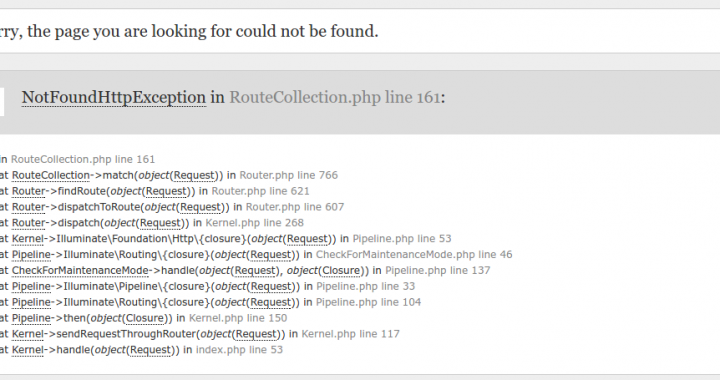 rry, the page you are looking for could not be found.
NotFoundHttpException in RouteCollection.php line 161:
in RouteCollection.php line 161
at RouteCollection->match(object(Request)) in Router.php line 766
at Router->findRoute(object(Request)) in Router.php line 621
at Router->dispatchToRoute(object(Request)) in Router.php line 607
at Router->dispatch(object(Request)) in Kernel.php line 268
at Kernel->Illuminate\Foundation\Http\{closure}(object(Request)) in Pipeline.php line 53
at Pipeline->Illuminate\Routing\{closure}(object(Request)) in CheckForMaintenanceMode.php line 46
at CheckForMaintenanceMode->handle(object(Request), object(Closure)) in Pipeline.php line 137
at Pipeline->Illuminate\Pipeline\{closure}(object(Request)) in Pipeline.php line 33
at Pipeline->Illuminate\Routing\{closure}(object(Request)) in Pipeline.php line 104
at Pipeline->then(object(Closure)) in Kernel.php line 150
at Kernel->sendRequestThroughRouter(object(Request)) in Kernel.php line 117
at Kernel->handle(object(Request)) in index.php line 53